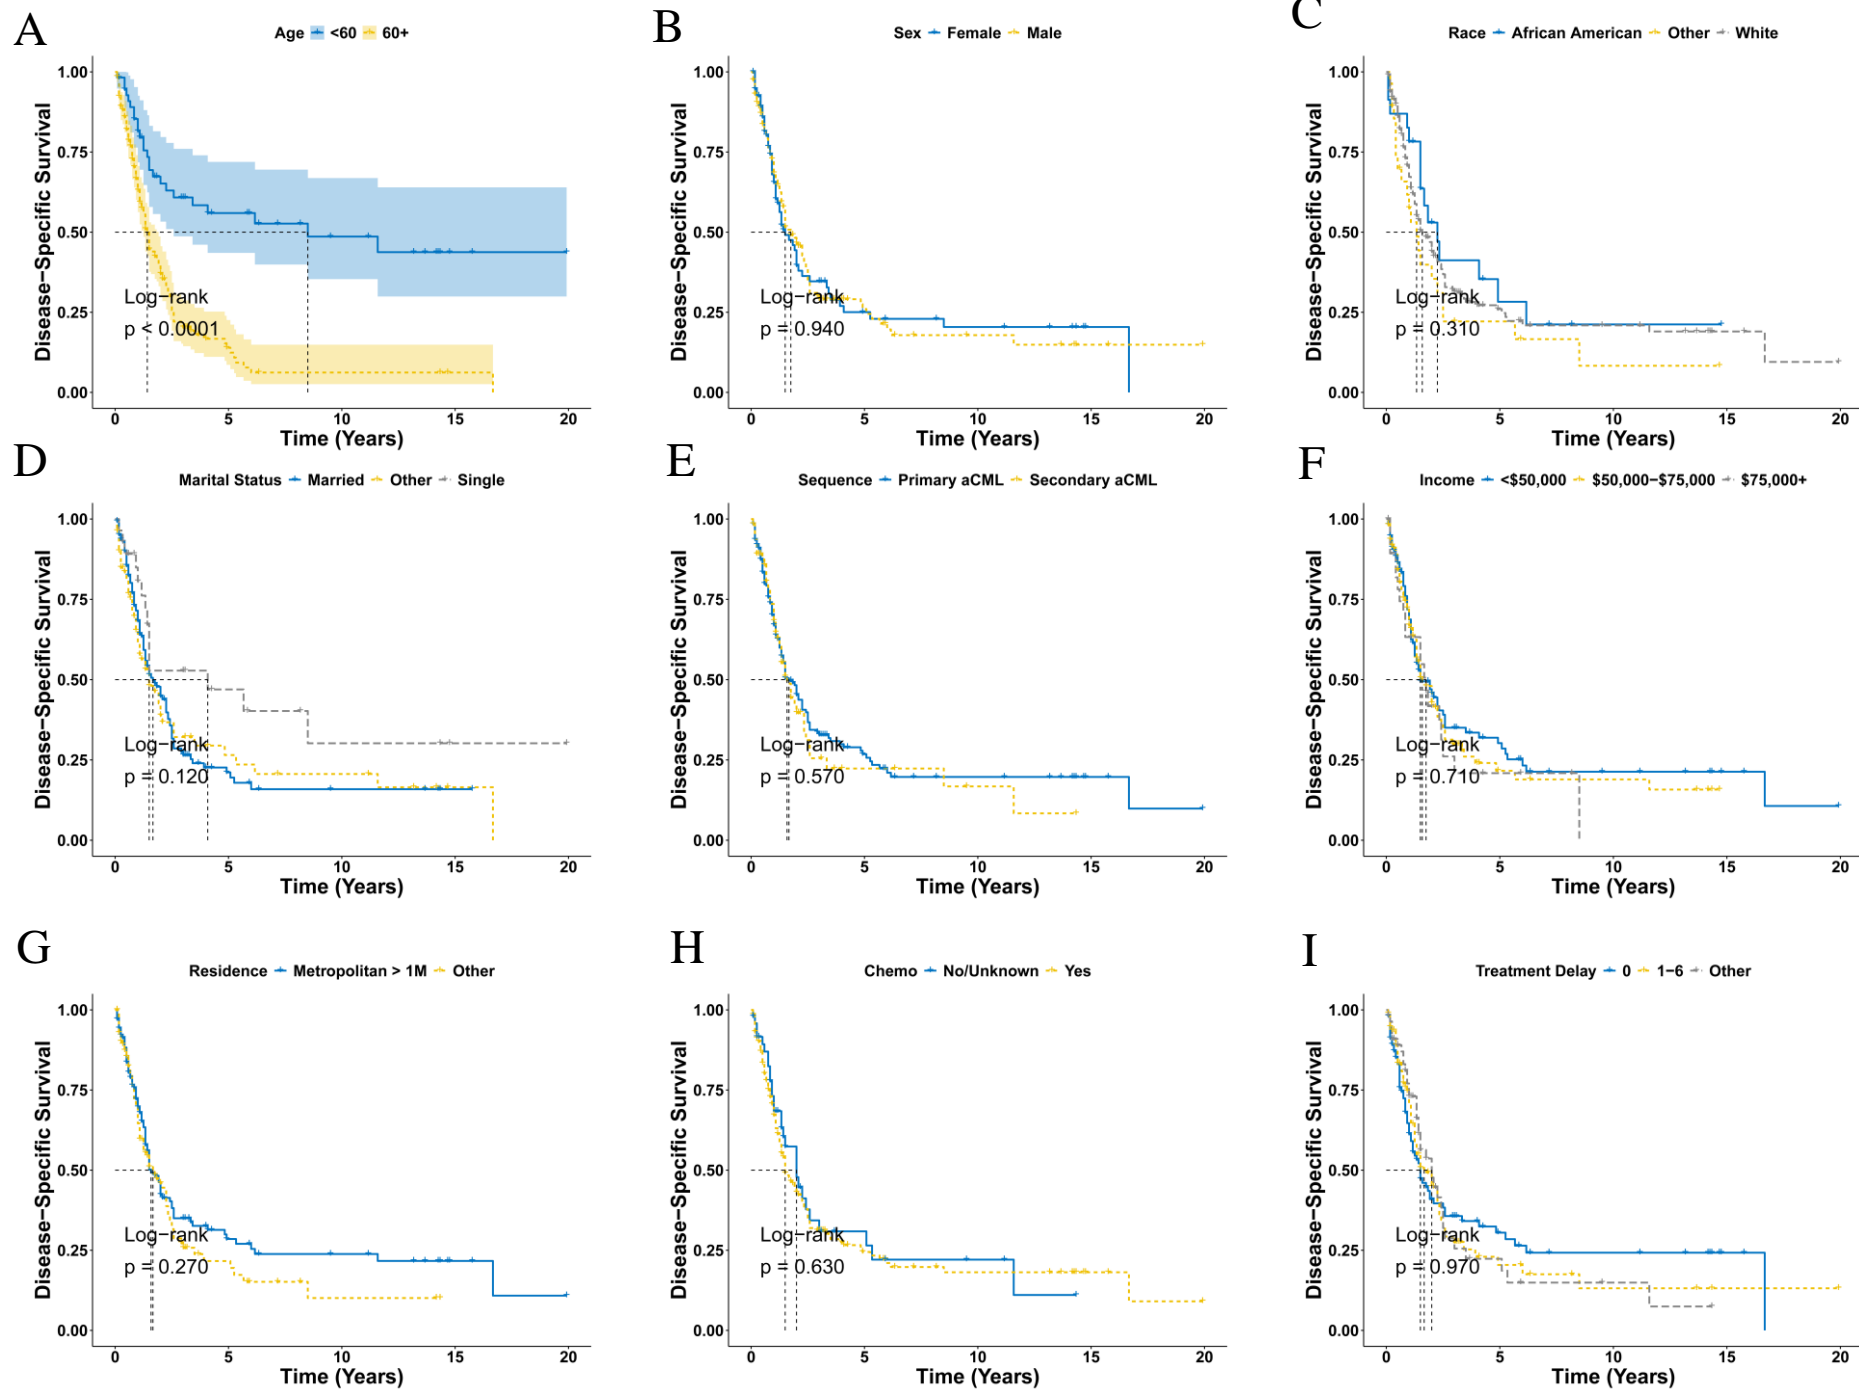 A
Age <60 60+
Disease−Specific Survival
1.00
0.75
0.50
0.25
0.00
Log−rank
p < 0.0001
0 5 10 15 20
Time (Years)
B
Sex Female Male
Disease−Specific Survival
1.00
0.75
0.50
0.25
0.00
Log−rank
p = 0.940
0 5 10 15 20
Time (Years)
C
Race African American Other White
Disease−Specific Survival
1.00
0.75
0.50
0.25
0.00
Log−rank
p = 0.310
0 5 10 15 20
Time (Years)
D
Marital Status Married Other Single
Disease−Specific Survival
1.00
0.75
0.50
0.25
0.00
Log−rank
p = 0.120
0 5 10 15 20
Time (Years)
E
Sequence Primary aCML Secondary aCML
Disease−Specific Survival
1.00
0.75
0.50
0.25
0.00
Log−rank
p = 0.570
0 5 10 15 20
Time (Years)
F
Income <$50,000 $50,000−$75,000 $75,000+
Disease−Specific Survival
1.00
0.75
0.50
0.25
0.00
Log−rank
p = 0.710
0 5 10 15 20
Time (Years)
G
Residence Metropolitan > 1M Other
Disease−Specific Survival
1.00
0.75
0.50
0.25
0.00
Log−rank
p = 0.270
0 5 10 15 20
Time (Years)
H
Chemo No/Unknown Yes
Disease−Specific Survival
1.00
0.75
0.50
0.25
0.00
Log−rank
p = 0.630
0 5 10 15 20
Time (Years)
I
Treatment Delay 0 1−6 Other
Disease−Specific Survival
1.00
0.75
0.50
0.25
0.00
Log−rank
p = 0.970
0 5 10 15 20
Time (Years)